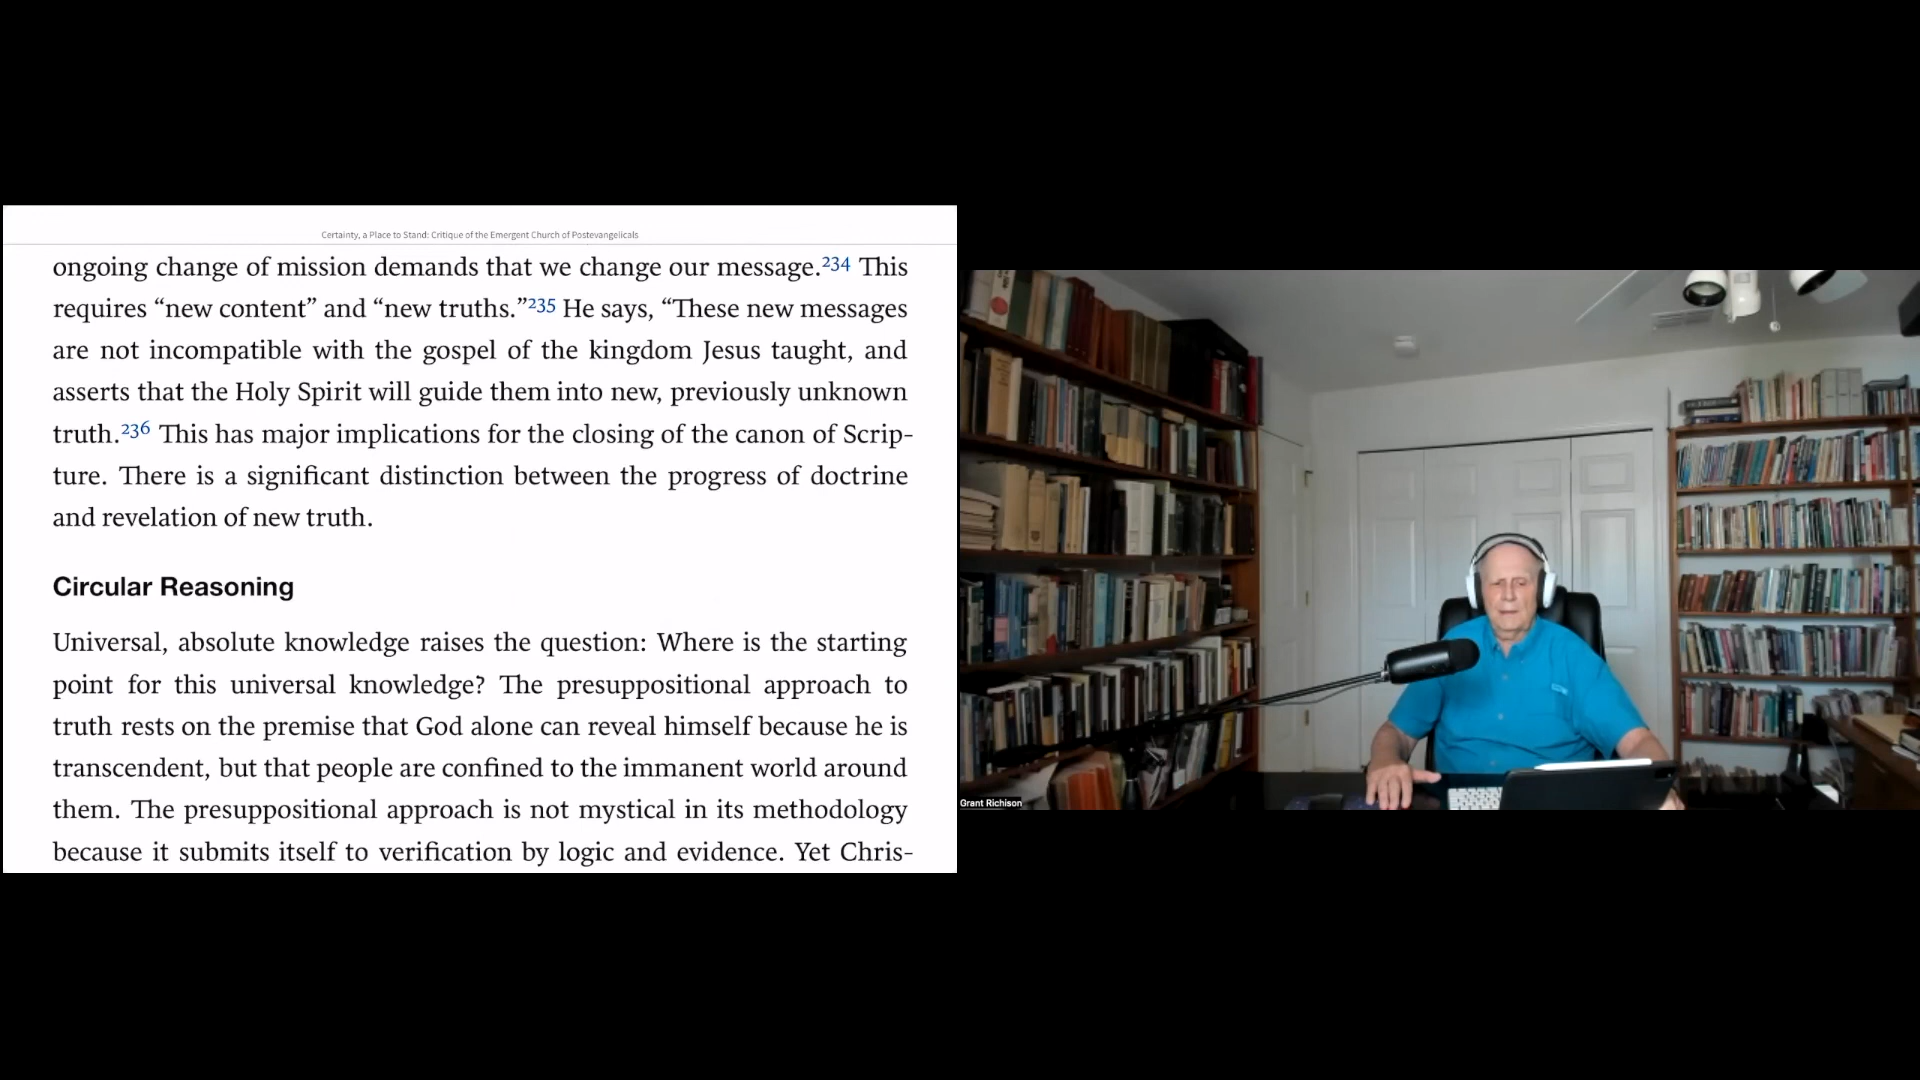 Certainty, a Place to Stand: Critique of the Emergent Church of Postevangelicals
ongoing change of mission demands that we change our message.234 This
requires “new content” and “new truths.”235 He says, “These new messages
are not incompatible with the gospel of the kingdom Jesus taught, and
asserts that the Holy Spirit will guide them into new, previously unknown
truth.236 This has major implications for the closing of the canon of Scrip-
ture. There is a significant distinction between the progress of doctrine
and revelation of new truth.
Circular Reasoning
Universal, absolute knowledge raises the question: Where is the starting
point for this universal knowledge? The presuppositional approach to
truth rests on the premise that God alone can reveal himself because he is
transcendent, but that people are confined to the immanent world around
them. The presuppositional approach is not mystical in its methodology
because it submits itself to verification by logic and evidence. Yet Chris-
Grant Richison